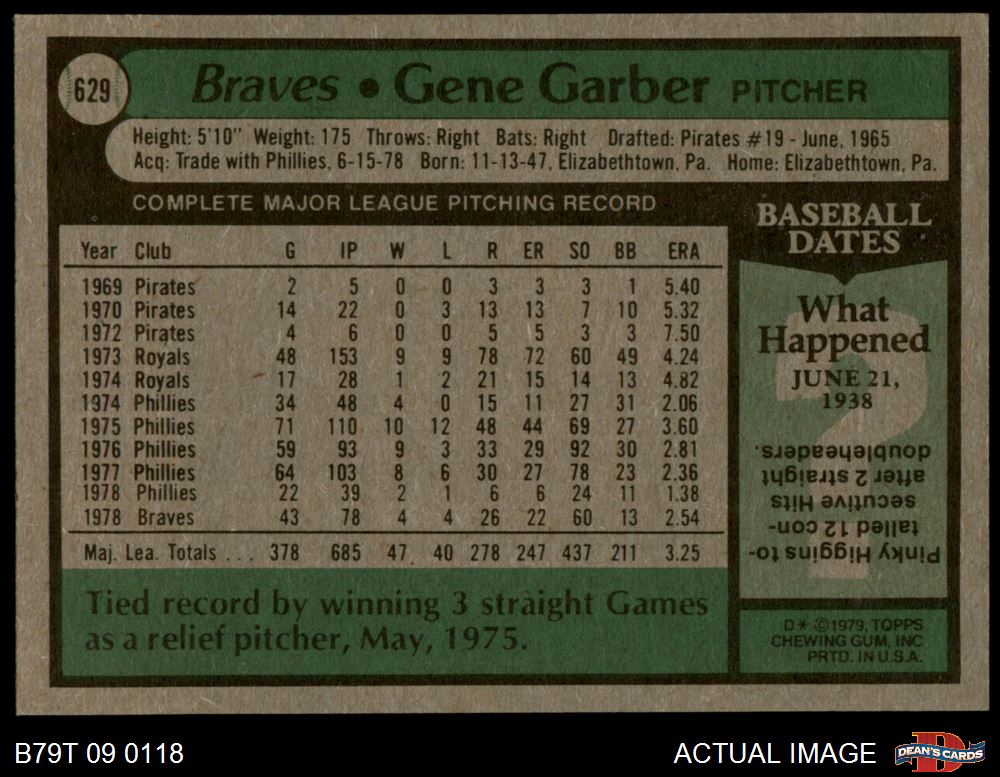 629
Braves • Gene Garber PITCHER
Height: 5'10" Weight: 175 Throws: Right Bats: Right Drafted: Pirates #19 - June, 1965
Acq: Trade with Phillies, 6-15-78 Born: 11-13-47, Elizabethtown, Pa. Home: Elizabethtown, Pa.
COMPLETE MAJOR LEAGUE PITCHING RECORD
Year Club G IP W L R ER SO BB ERA
1969 Pirates 2 5 0 0 3 3 3 1 5.40
1970 Pirates 14 22 0 3 13 13 7 10 5.32
1972 Pirates 4 6 0 0 5 5 3 3 7.50
1973 Royals 48 153 9 9 78 72 60 49 4.24
1974 Royals 17 28 1 2 21 15 14 13 4.82
1974 Phillies 34 48 4 0 15 11 27 31 2.06
1975 Phillies 71 110 10 12 48 44 69 27 3.60
1976 Phillies 59 93 9 3 33 29 92 30 2.81
1977 Phillies 64 103 8 6 30 27 78 23 2.36
1978 Phillies 22 39 2 1 6 6 24 11 1.38
1978 Braves 43 78 4 4 26 22 60 13 2.54
Maj. Lea. Totals . . . 378 685 47 40 278 247 437 211 3.25
Tied record by winning 3 straight Games
as a relief pitcher, May, 1975.
BASEBALL
DATES
What
Happened
JUNE 21,
1938
?
Pinky Higgins to-
talled 12 con-
secutive Hits
after 2 straight
doubleheaders.
D* ©1979, TOPPS
CHEWING GUM, INC
PRTD. IN U.S.A.
B79T 09 0118
ACTUAL IMAGE
D
DEAN'S CARDS